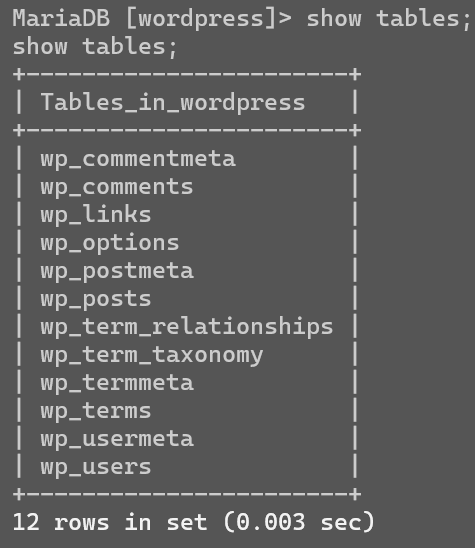 MariaDB [wordpress]> show tables;
show tables;
+-----------------------+
| Tables_in_wordpress   |
+-----------------------+
| wp_commentmeta        |
| wp_comments           |
| wp_links              |
| wp_options            |
| wp_postmeta           |
| wp_posts              |
| wp_term_relationships |
| wp_term_taxonomy      |
| wp_termmeta           |
| wp_terms              |
| wp_usermeta           |
| wp_users              |
+-----------------------+
12 rows in set (0.003 sec)